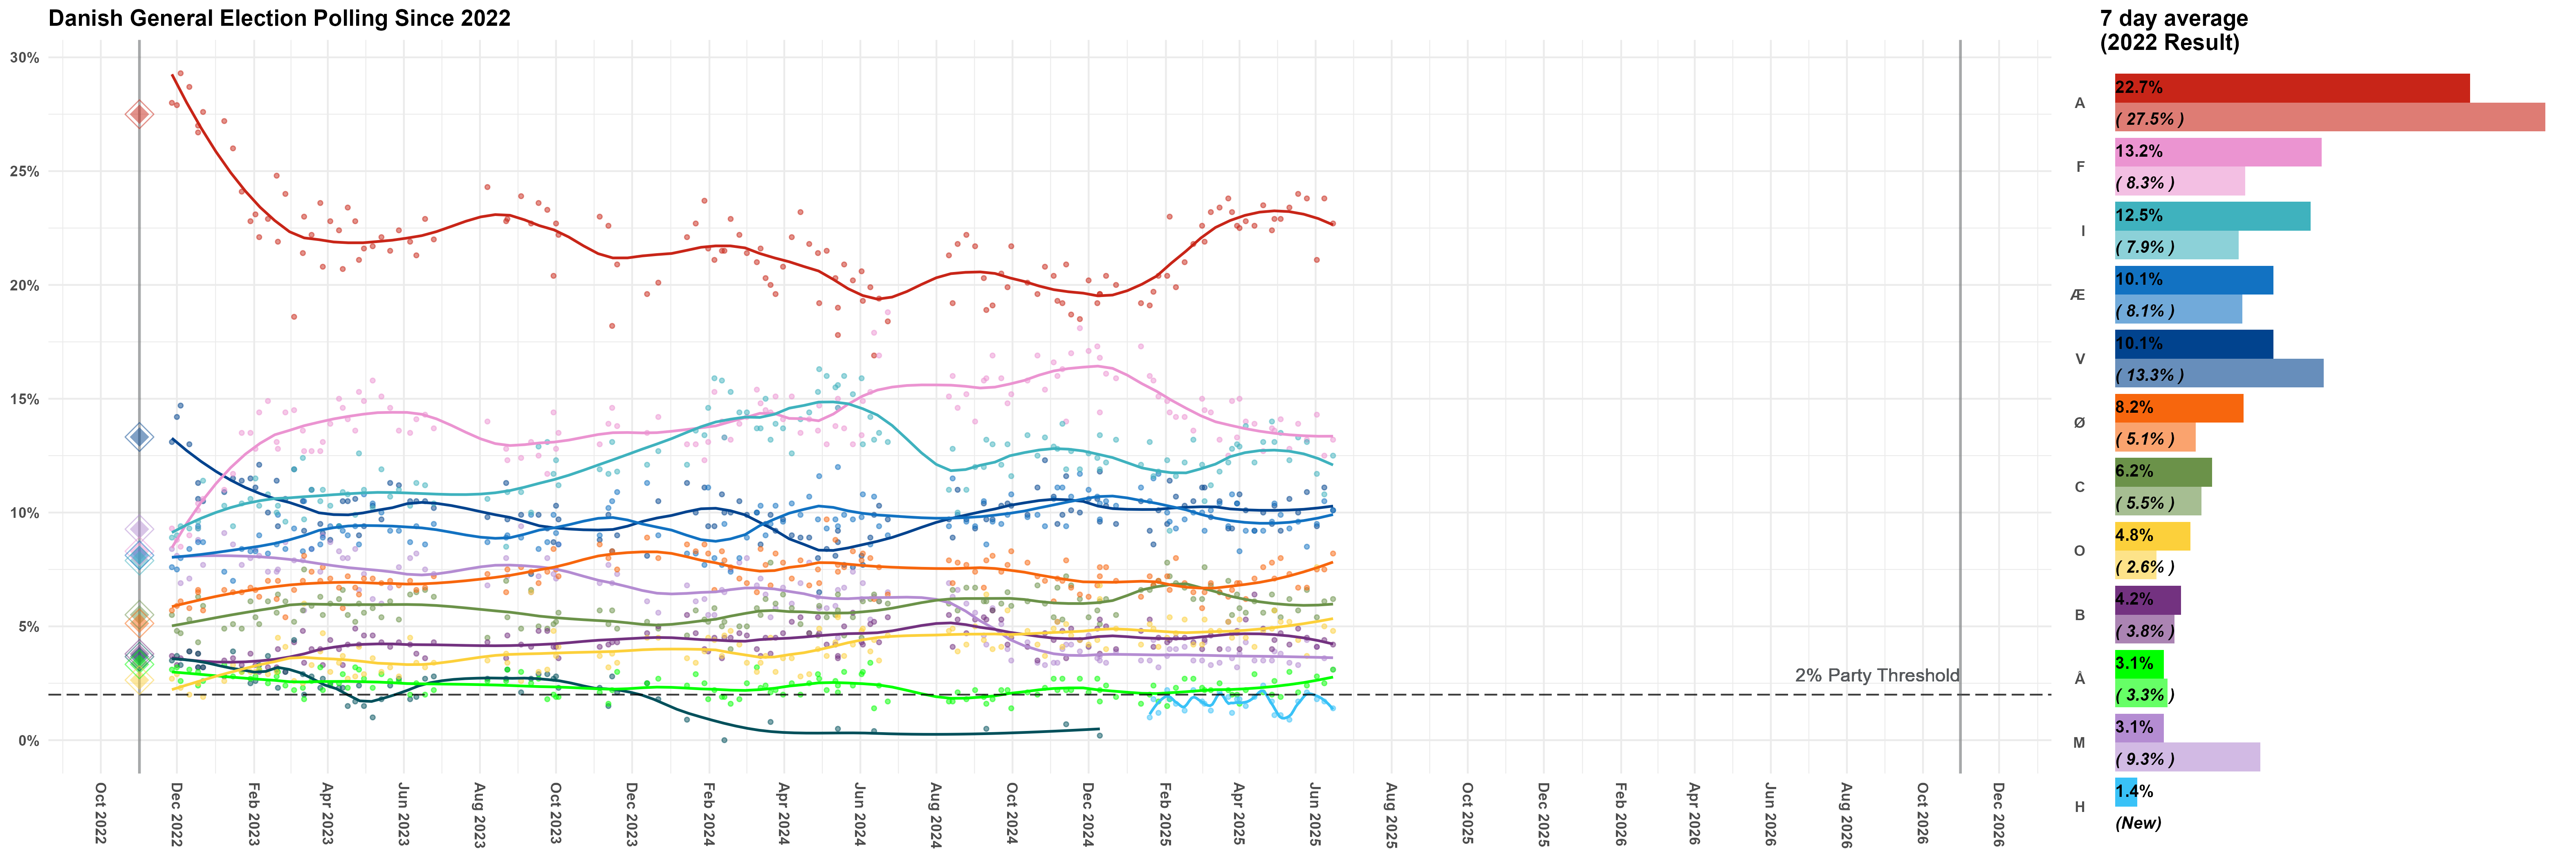 Danish General Election Polling Since 2022
30%
25%
20%
15%
10%
5%
0%
2% Party Threshold
Oct 2022
Dec 2022
Feb 2023
Apr 2023
Jun 2023
Aug 2023
Oct 2023
Dec 2023
Feb 2024
Apr 2024
Jun 2024
Aug 2024
Oct 2024
Dec 2024
Feb 2025
Apr 2025
Jun 2025
Aug 2025
Oct 2025
Dec 2025
Feb 2026
Apr 2026
Jun 2026
Aug 2026
Oct 2026
Dec 2026
7 day average
(2022 Result)
A
22.7%
( 27.5% )
F
13.2%
( 8.3% )
I
12.5%
( 7.9% )
Æ
10.1%
( 8.1% )
V
10.1%
( 13.3% )
Ø
8.2%
( 5.1% )
C
6.2%
( 5.5% )
O
4.8%
( 2.6% )
B
4.2%
( 3.8% )
Å
3.1%
( 3.3% )
M
3.1%
( 9.3% )
H
1.4%
(New)